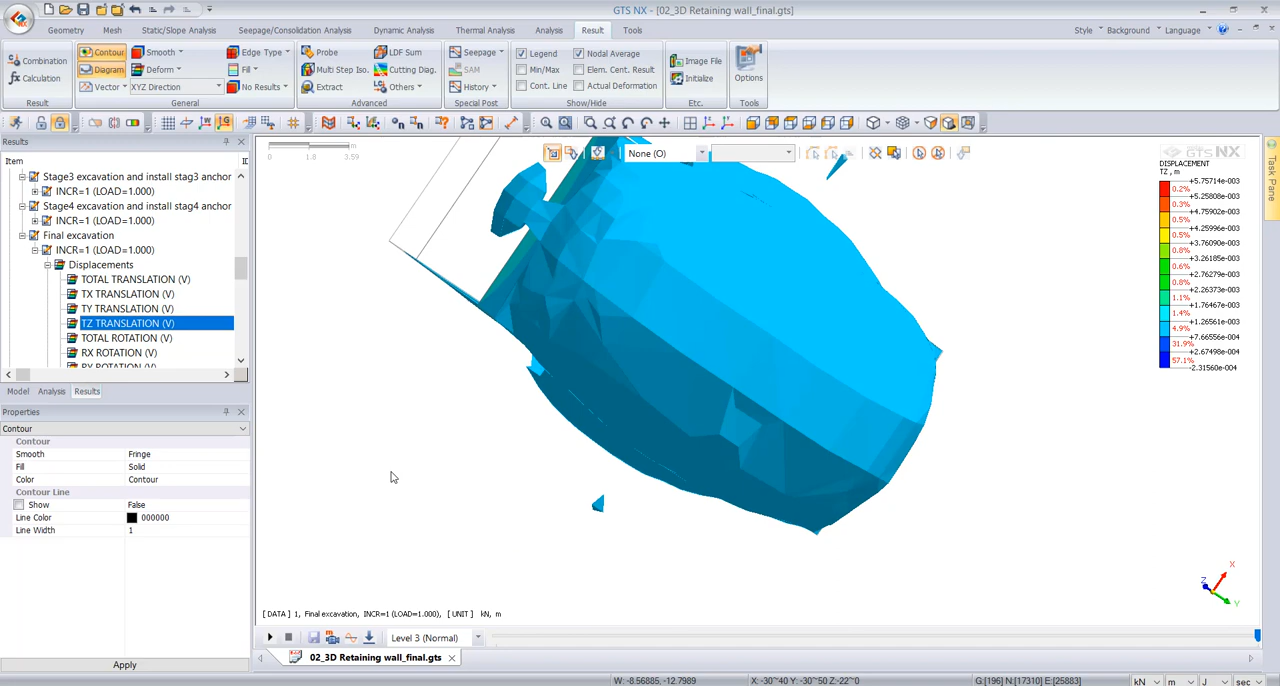 GTS NX - [02_3D Retaining wall_final.gts]
Geometry Mesh Static/Slope Analysis Seepage/Consolidation Analysis Dynamic Analysis Thermal Analysis Analysis Result Tools
Style Background Language
Combination
Calculation
Result
Contour Smooth Edge Type
Diagram Deform Fill
Vector XYZ Direction No Results
General
Probe LDF Sum
Multi Step Iso. Cutting Diag.
Extract Others
Advanced
Seepage
SAM
History
Special Post
Legend Nodal Average
Min/Max Elem. Cent. Result
Cont. Line Actual Deformation
Show/Hide
Image File
Initialize
Etc.
Options
Tools
Results
Item
Stage3 excavation and install stag3 anchor
INCR=1 (LOAD=1.000)
Stage4 excavation and install stag4 anchor
INCR=1 (LOAD=1.000)
Final excavation
INCR=1 (LOAD=1.000)
Displacements
TOTAL TRANSLATION (V)
TX TRANSLATION (V)
TY TRANSLATION (V)
TZ TRANSLATION (V)
TOTAL ROTATION (V)
RX ROTATION (V)
RY ROTATION (V)
Model Analysis Results
Properties
Contour
Contour
Smooth Fringe
Fill Solid
Color Contour
Contour Line
Show False
Line Color 000000
Line Width 1
Apply
0 1.8 3.59
None (O)
GTS NX
DISPLACEMENT
TZ , m
+5.75714e-003
0.2%
+5.25808e-003
0.3%
+4.75902e-003
0.5%
+4.25996e-003
0.5%
+3.76090e-003
0.8%
+3.26185e-003
0.6%
+2.76279e-003
0.8%
+2.26373e-003
1.1%
+1.76467e-003
1.4%
+1.26561e-003
4.9%
+7.66556e-004
31.9%
+2.67498e-004
57.1%
-2.31560e-004
Task Pane
X
Z
Y
[ DATA ] 1, Final excavation, INCR=1 (LOAD=1.000), [ UNIT ] kN, m
Level 3 (Normal)
02_3D Retaining wall_final.gts
W: -8.56885, -12.7989 X: -30~40 Y: -30~50 Z:-22~0 G:[196] N:[17310] E:[25883] kN m J sec